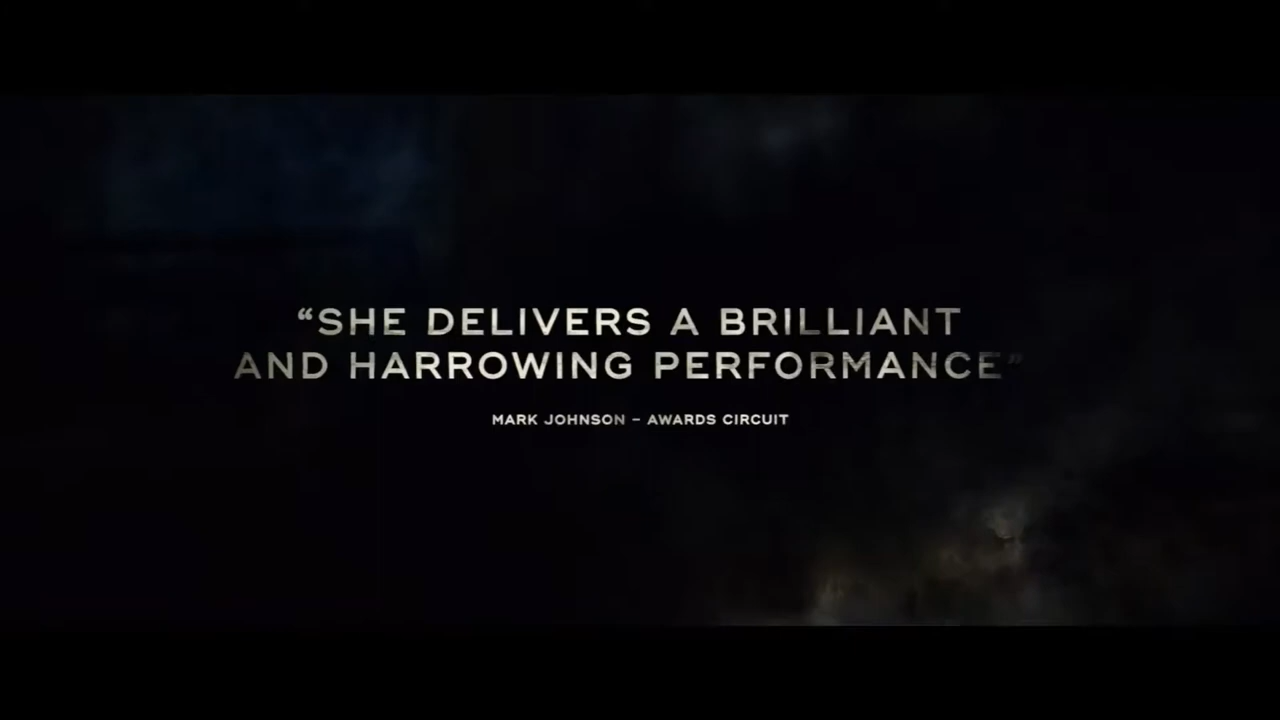 “SHE DELIVERS A BRILLIANT
AND HARROWING PERFORMANCE”
MARK JOHNSON – AWARDS CIRCUIT